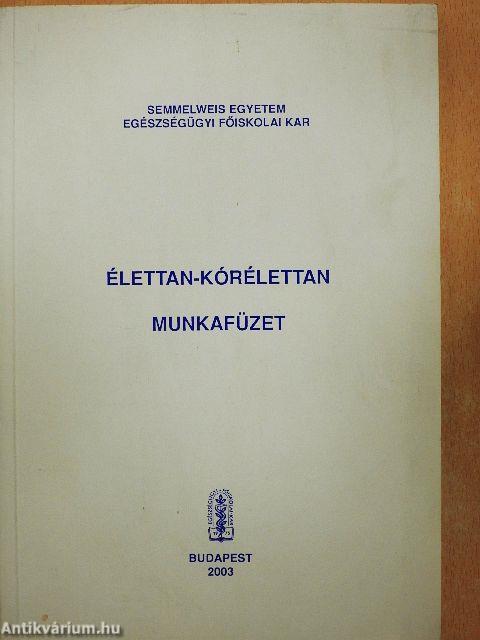 SEMMELWEIS EGYETEM
EGÉSZSÉGÜGYI FŐISKOLAI KAR
ÉLETTAN-KÓRÉLETTAN
MUNKAFÜZET
BUDAPEST
2003
Antikvárium.hu